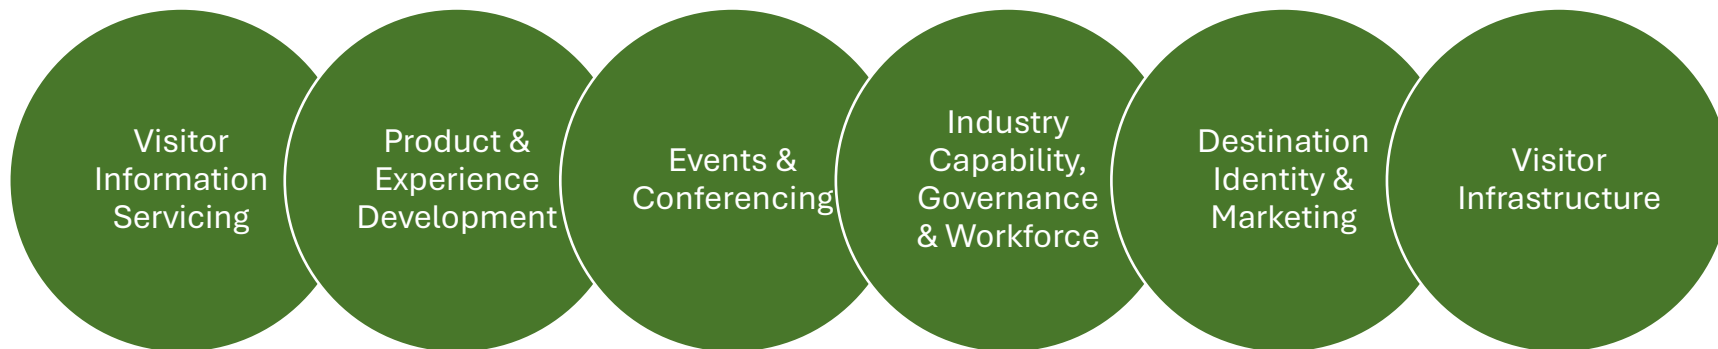 Visitor
Information
Servicing
Product &
Experience
Development
Events &
Conferencing
Industry
Capability,
Governance
& Workforce
Destination
Identity &
Marketing
Visitor
Infrastructure